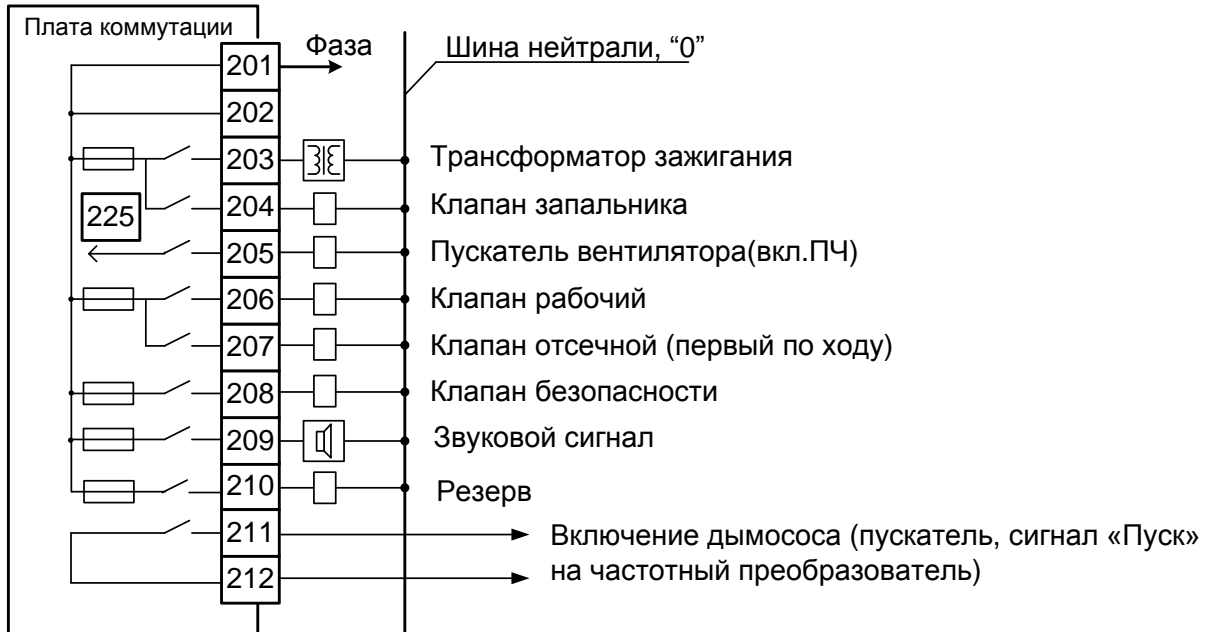 Плата коммутации
Фаза
Шина нейтрали, “0”
201
202
203
Трансформатор зажигания
204
Клапан запальника
225
205
Пускатель вентилятора(вкл.ПЧ)
206
Клапан рабочий
207
Клапан отсечной (первый по ходу)
208
Клапан безопасности
209
Звуковой сигнал
210
Резерв
211
Включение дымососа (пускатель, сигнал «Пуск»
212
на частотный преобразователь)